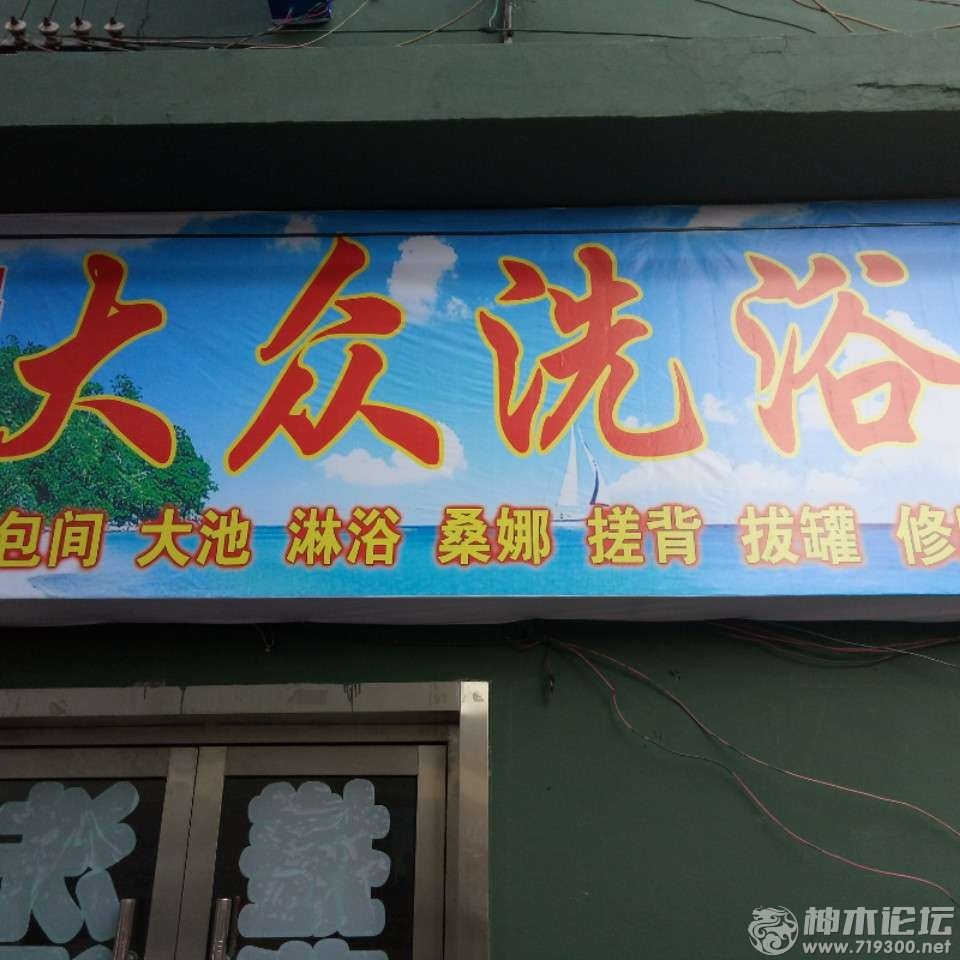 大众洗浴
包间 大池 淋浴 桑娜 搓背 拔罐 修
神木论坛
www.719300.net